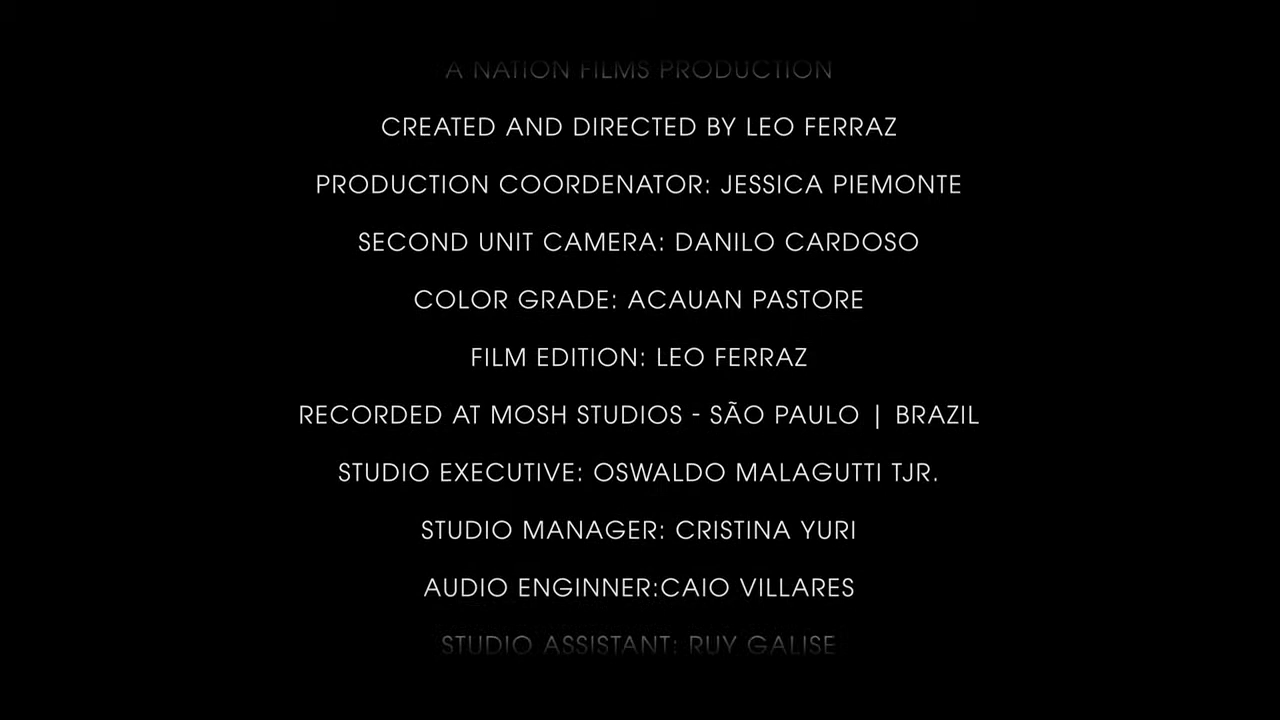 A NATION FILMS PRODUCTION
CREATED AND DIRECTED BY LEO FERRAZ
PRODUCTION COORDENATOR: JESSICA PIEMONTE
SECOND UNIT CAMERA: DANILO CARDOSO
COLOR GRADE: ACAUAN PASTORE
FILM EDITION: LEO FERRAZ
RECORDED AT MOSH STUDIOS - SÃO PAULO | BRAZIL
STUDIO EXECUTIVE: OSWALDO MALAGUTTI TJR.
STUDIO MANAGER: CRISTINA YURI
AUDIO ENGINNER:CAIO VILLARES
STUDIO ASSISTANT: RUY GALISE